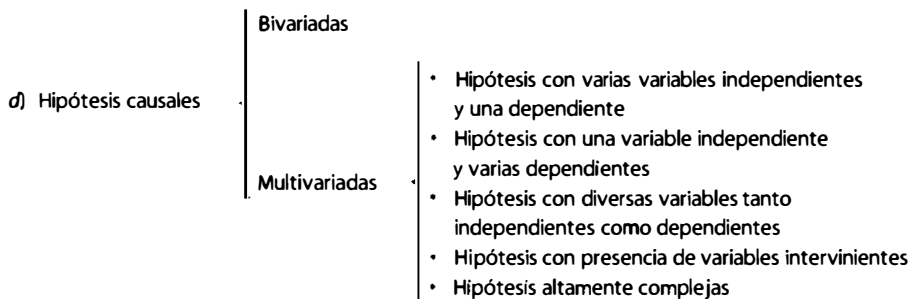 Bivariadas
d) Hipótesis causales
Multivariadas
• Hipótesis con varias variables independientes
y una dependiente
• Hipótesis con una variable independiente
y varias dependientes
• Hipótesis con diversas variables tanto
independientes como dependientes
• Hipótesis con presencia de variables intervinientes
• Hipótesis altamente complejas